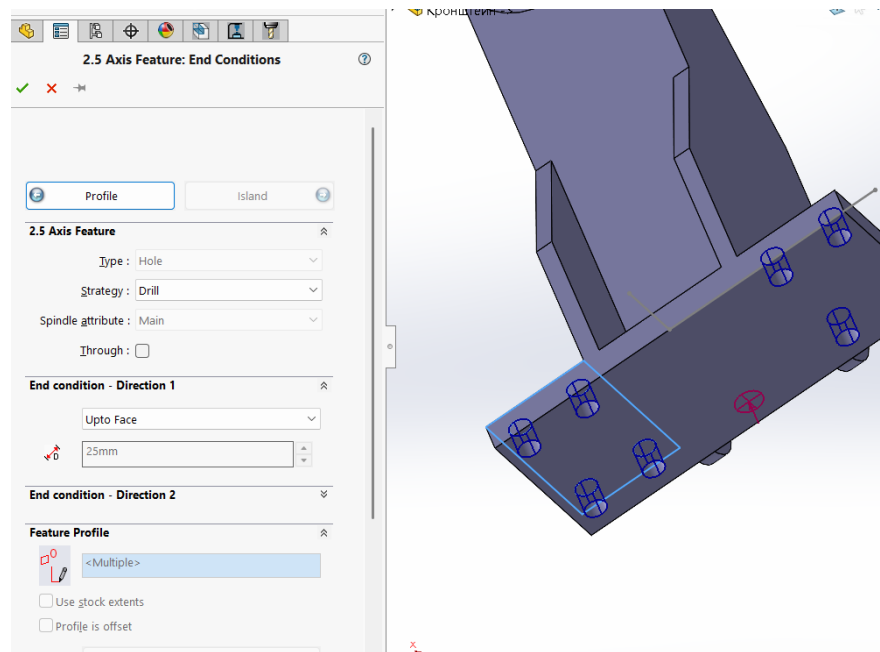 Кронштейн
2.5 Axis Feature: End Conditions
Profile
Island
2.5 Axis Feature
Type : Hole
Strategy : Drill
Spindle attribute : Main
Through :
End condition - Direction 1
Upto Face
D
25mm
End condition - Direction 2
Feature Profile
<Multiple>
Use stock extents
Profile is offset
x